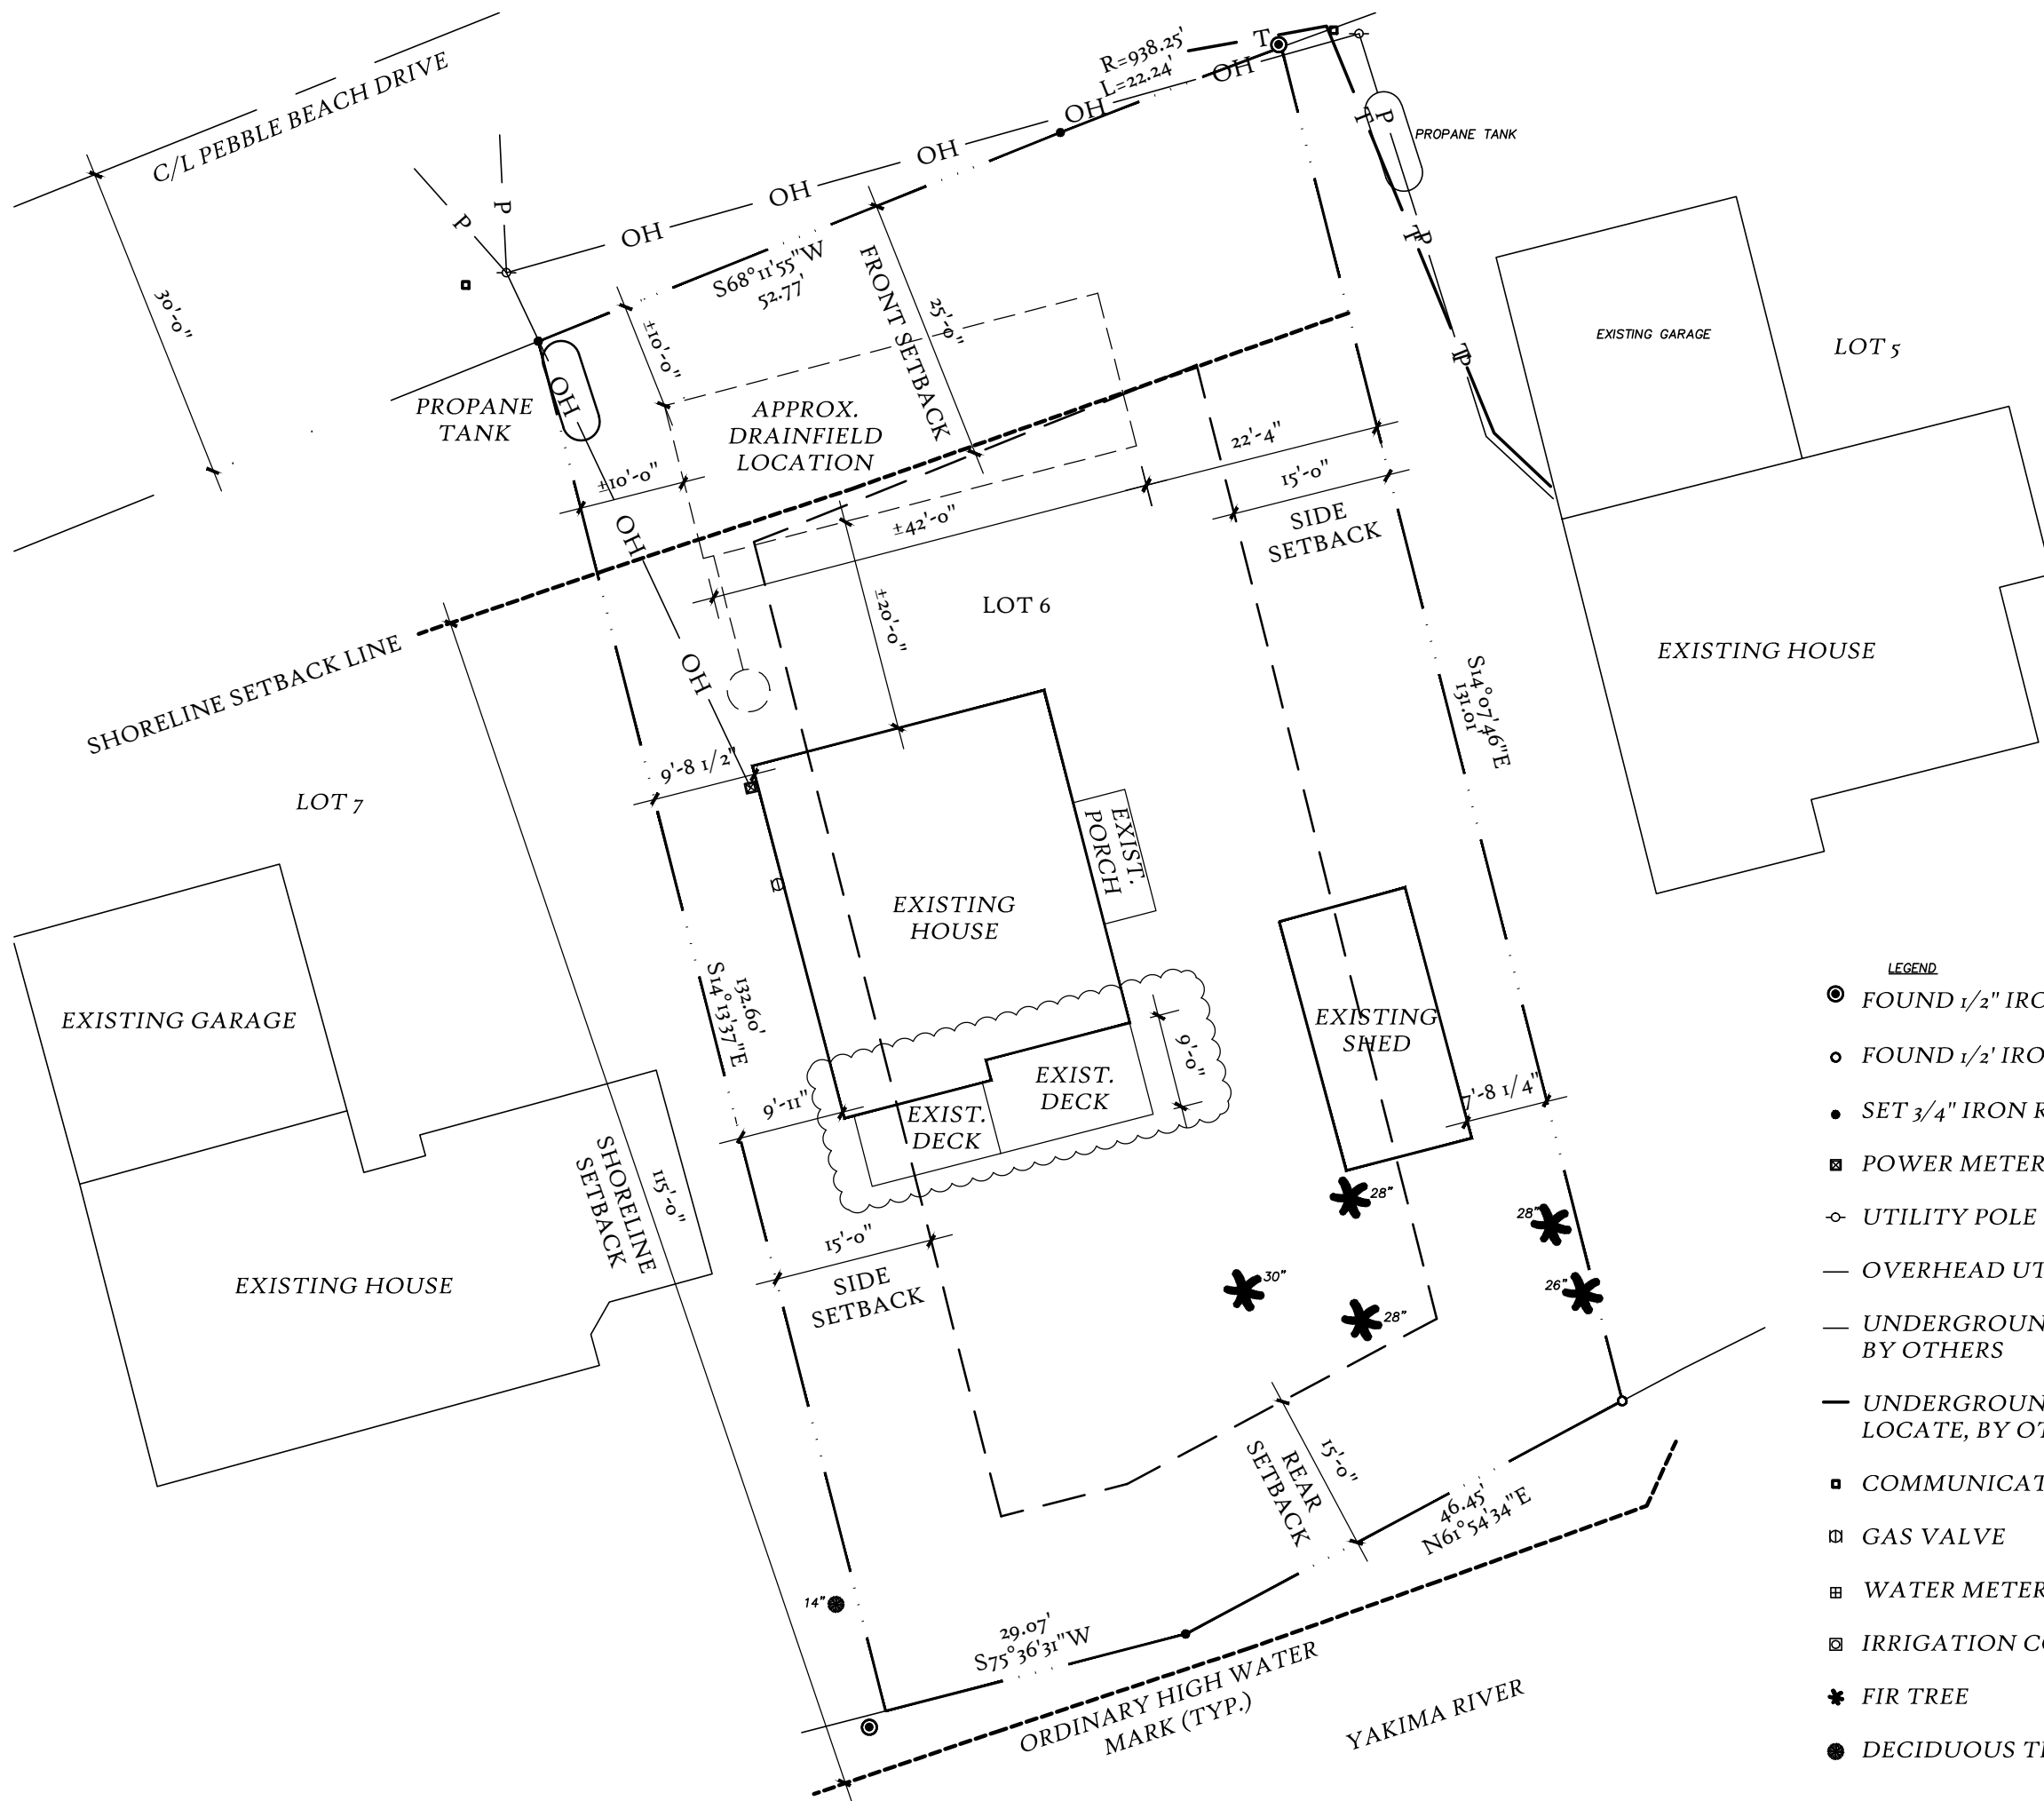 C/L PEBBLE BEACH DRIVE
30'-0"
R=938.25'
L=22.24'
T
OH
OH
OH
OH
OH
P
P
S68°11'55"W
52.77'
FRONT SETBACK
25'-0"
±10'-0"
PROPANE
TANK
OH
APPROX.
DRAINFIELD
LOCATION
±10'-0"
OH
OH
±42'-0"
22'-4"
15'-0"
SIDE
SETBACK
±20'-0"
T
P
PROPANE TANK
T
P
T
P
EXISTING GARAGE
LOT 5
EXISTING HOUSE
LOT 6
SHORELINE SETBACK LINE
S14°07'46"E
131.01'
9'-8 1/2"
LOT 7
EXIST.
PORCH
EXISTING
HOUSE
132.60'
S14°13'37"E
EXISTING GARAGE
EXISTING
SHED
EXIST.
DECK
EXIST.
DECK
9'-0"
9'-11"
7'-8 1/4"
SHORELINE
SETBACK
115'-0"
EXISTING HOUSE
15'-0"
SIDE
SETBACK
28"
28"
30"
28"
26"
REAR
SETBACK
15'-0"
46.45'
N61°54'34"E
14"
29.07'
S75°36'31"W
ORDINARY HIGH WATER
MARK (TYP.)
YAKIMA RIVER
LEGEND
FOUND 1/2" IRO
FOUND 1/2' IRO
SET 3/4" IRON R
POWER METER
UTILITY POLE
OVERHEAD UT
UNDERGROUN
BY OTHERS
UNDERGROUN
LOCATE, BY OT
COMMUNICAT
GAS VALVE
WATER METER
IRRIGATION CO
FIR TREE
DECIDUOUS TR